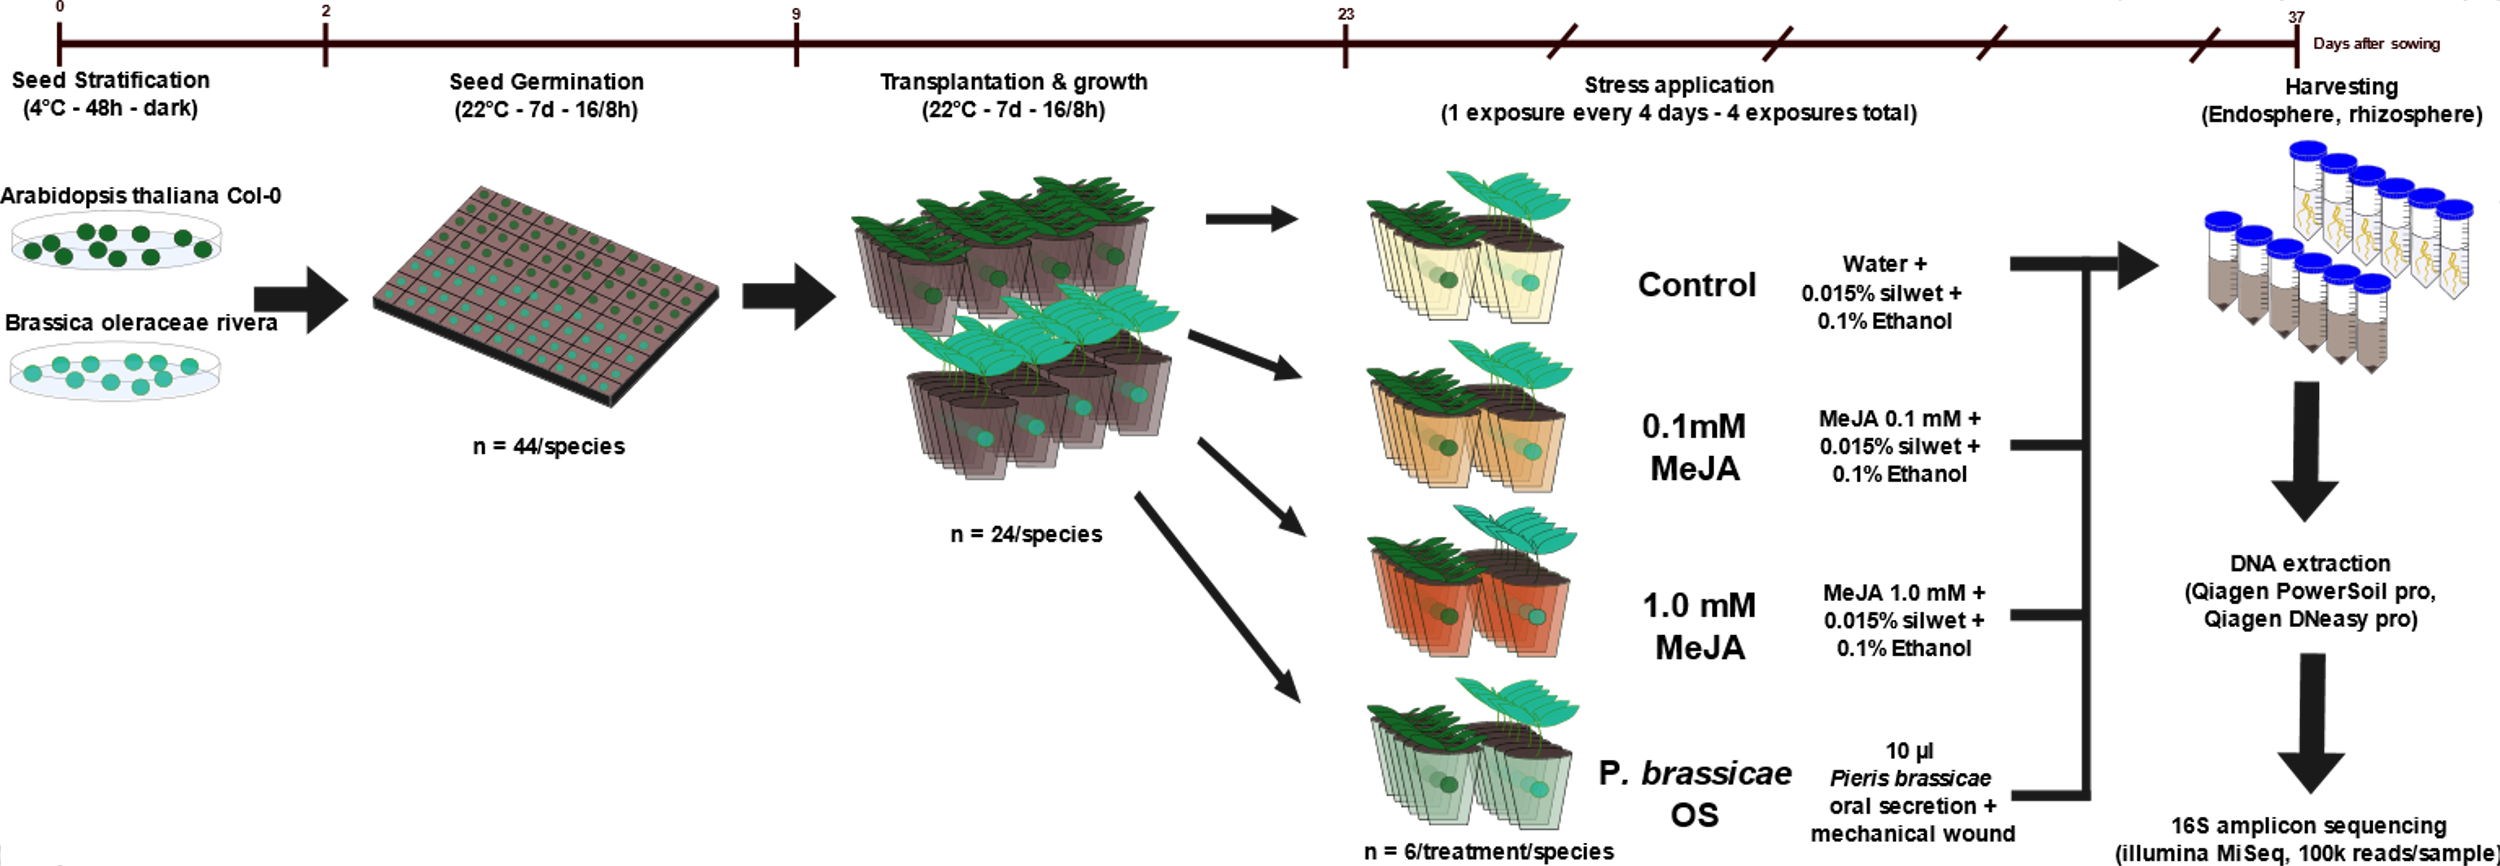 0
2
9
23
37
Days after sowing
Seed Stratification
(4°C - 48h - dark)
Seed Germination
(22°C - 7d - 16/8h)
Transplantation & growth
(22°C - 7d - 16/8h)
Stress application
(1 exposure every 4 days - 4 exposures total)
Harvesting
(Endosphere, rhizosphere)
Arabidopsis thaliana Col-0
Brassica oleraceae rivera
n = 44/species
n = 24/species
Control
Water +
0.015% silwet +
0.1% Ethanol
0.1mM
MeJA
MeJA 0.1 mM +
0.015% silwet +
0.1% Ethanol
1.0 mM
MeJA
MeJA 1.0 mM +
0.015% silwet +
0.1% Ethanol
P. brassicae
OS
10 µl
Pieris brassicae
oral secretion +
mechanical wound
n = 6/treatment/species
DNA extraction
(Qiagen PowerSoil pro,
Qiagen DNeasy pro)
16S amplicon sequencing
(illumina MiSeq, 100k reads/sample)